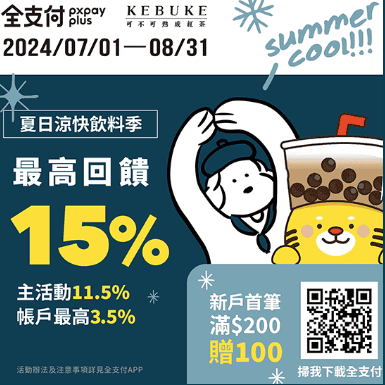 全支付 pxpay plus
KEBUKE
可不可熟成紅茶
2024/07/01—08/31
summer
cool!!!
夏日涼快飲料季
最高回饋
15%
主活動11.5%
帳戶最高3.5%
新戶首筆
滿$200
贈100
活動辦法及注意事項詳見全支付APP
掃我下載全支付